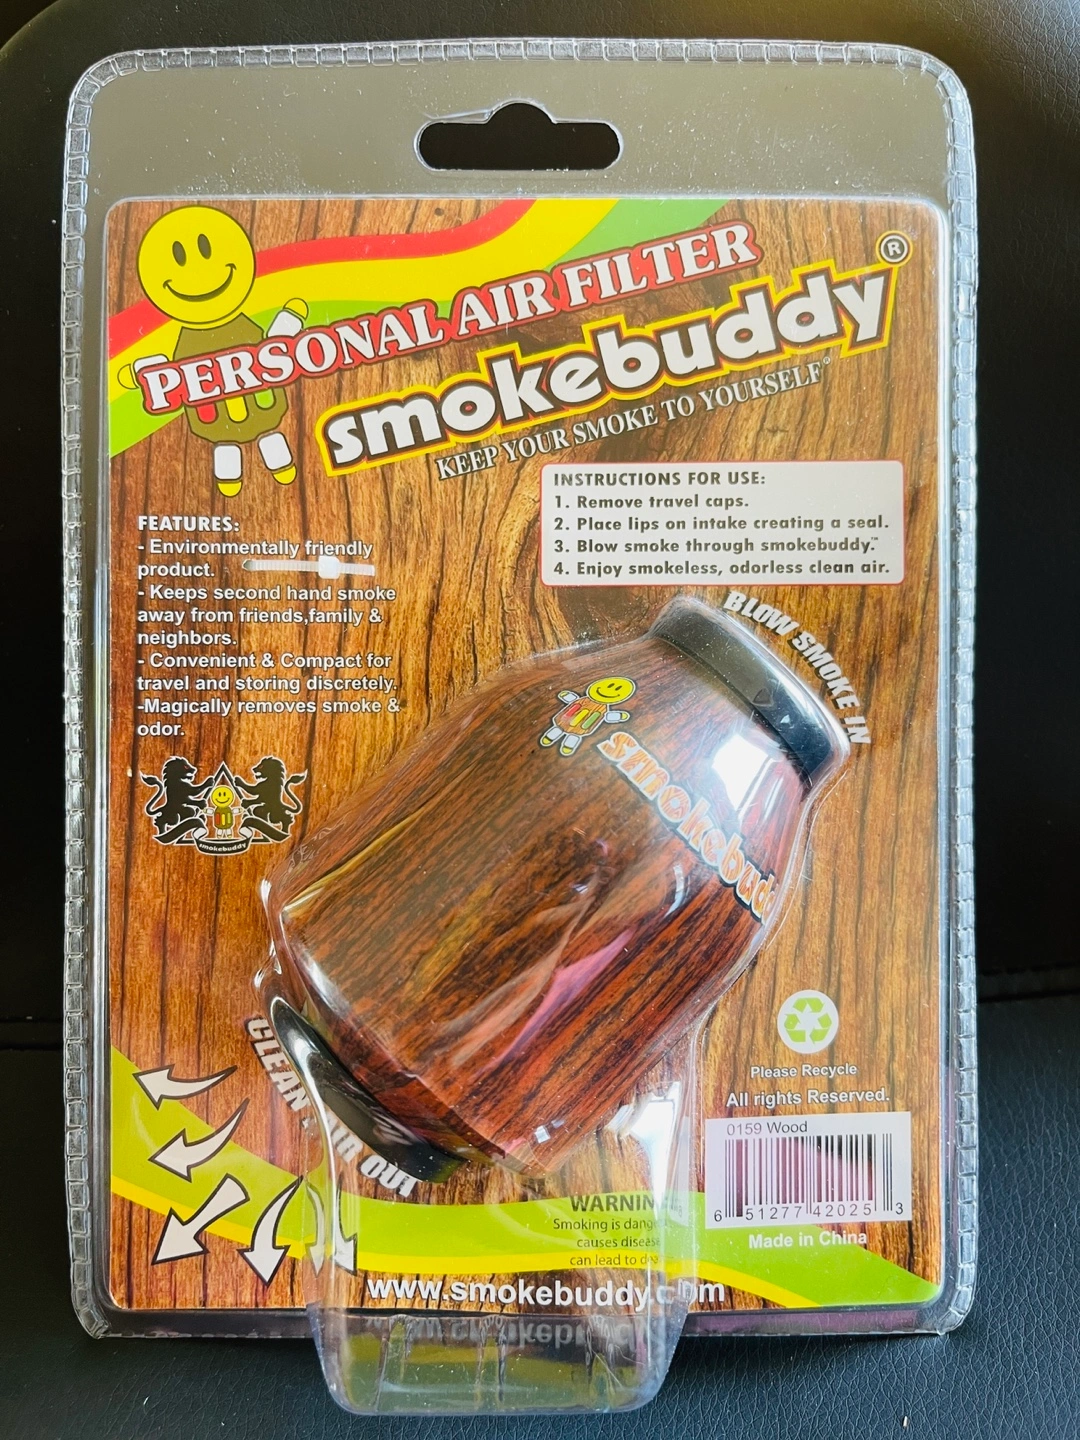 PERSONAL AIR FILTER
smokebuddy®
KEEP YOUR SMOKE TO YOURSELF®
INSTRUCTIONS FOR USE:
1. Remove travel caps.
2. Place lips on intake creating a seal.
3. Blow smoke through smokebuddy.™
4. Enjoy smokeless, odorless clean air.
FEATURES:
- Environmentally friendly
product.
- Keeps second hand smoke
away from friends,family &
neighbors.
- Convenient & Compact for
travel and storing discretely.
-Magically removes smoke &
odor.
smokebuddy
BLOW SMOKE IN
smokebudd
CLEAN AIR OUT
Please Recycle
All rights Reserved.
0159 Wood
6 51277 42025 3
Made in China
WARNING
Smoking is
causes
can lead to
www.smokebuddy.com